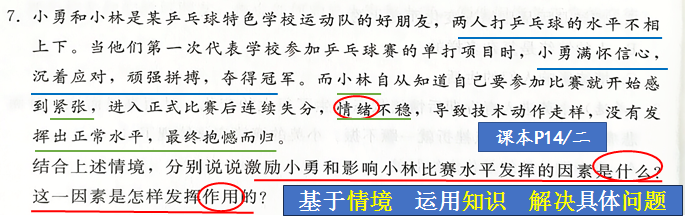 7. 小勇和小林是某乒乓球特色学校运动队的好朋友，两人打乒乓球的水平不相
上下。当他们第一次代表学校参加乒乓球赛的单打项目时，小勇满怀信心，
沉着应对，顽强拼搏，夺得冠军。而小林自从知道自己要参加比赛就开始感
到紧张，进入正式比赛后连续失分，情绪不稳，导致技术动作走样，没有发
挥出正常水平，最终抱憾而归。
课本P14/二
结合上述情境，分别说说激励小勇和影响小林比赛水平发挥的因素是什么？
这一因素是怎样发挥作用的？
基于情境 运用知识 解决具体问题